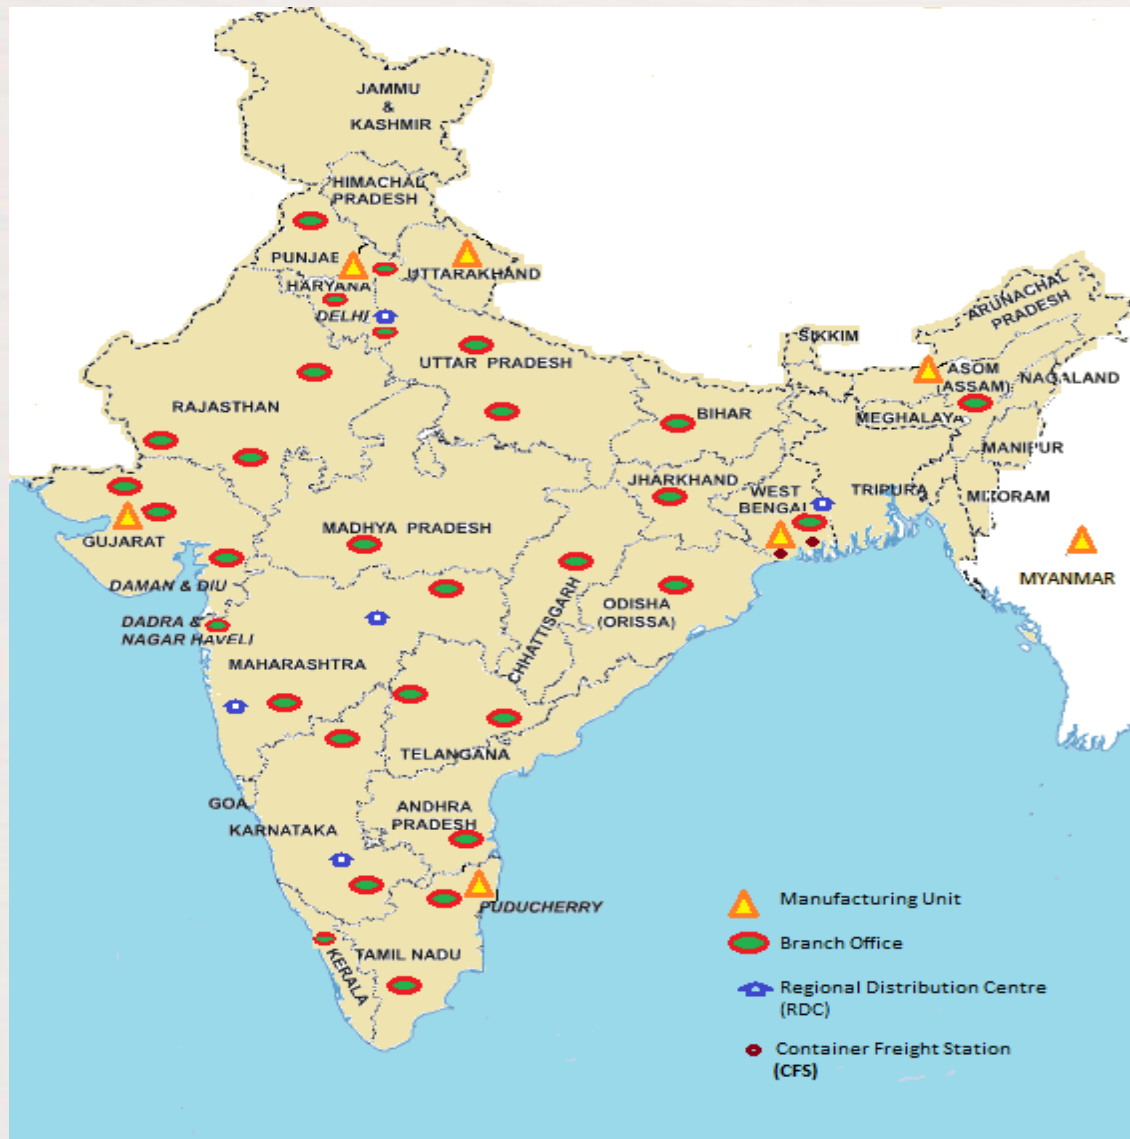 JAMMU
&
KASHMIR
HIMACHAL
PRADESH
PUNJAB
UTTARAKHAND
HARYANA
DELHI
ARUNACHAL
PRADESH
SIKKIM
UTTAR PRADESH
ASOM
(ASSAM)
NAGALAND
RAJASTHAN
BIHAR
MEGHALAYA
MANIPUR
JHARKHAND
WEST
BENGAL
TRIPURA
MIZORAM
MADHYA PRADESH
GUJARAT
MYANMAR
DAMAN & DIU
CHHATTISGARH
ODISHA
(ORISSA)
DADRA &
NAGAR HAVELI
MAHARASHTRA
TELANGANA
GOA
ANDHRA
PRADESH
KARNATAKA
PUDUCHERRY
KERALA
TAMIL NADU
Manufacturing Unit
Branch Office
Regional Distribution Centre
(RDC)
Container Freight Station
(CFS)